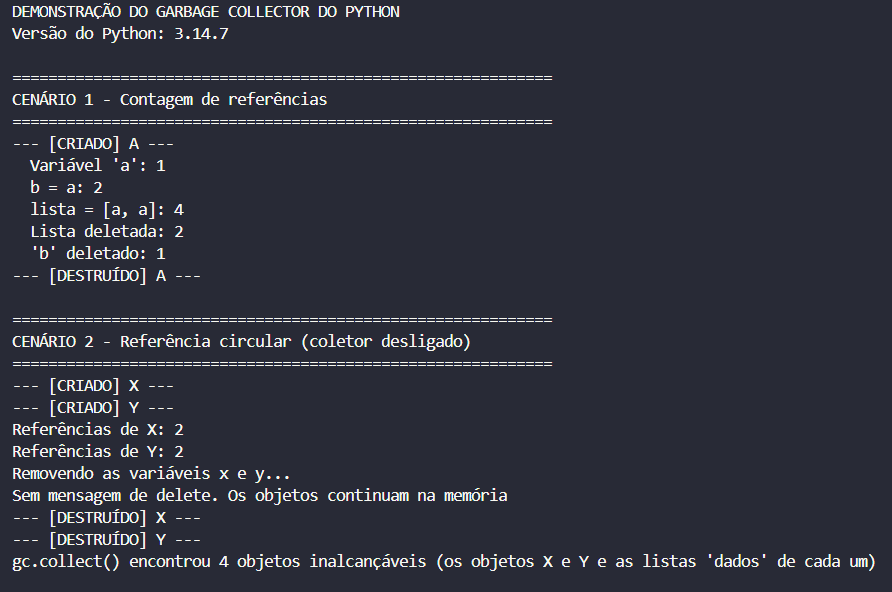 DEMONSTRAÇÃO DO GARBAGE COLLECTOR DO PYTHON
Versão do Python: 3.14.7
============================================================
CENÁRIO 1 - Contagem de referências
============================================================
--- [CRIADO] A ---
Variável 'a': 1
b = a: 2
lista = [a, a]: 4
Lista deletada: 2
'b' deletado: 1
--- [DESTRUÍDO] A ---
============================================================
CENÁRIO 2 - Referência circular (coletor desligado)
============================================================
--- [CRIADO] X ---
--- [CRIADO] Y ---
Referências de X: 2
Referências de Y: 2
Removendo as variáveis x e y...
Sem mensagem de delete. Os objetos continuam na memória
--- [DESTRUÍDO] X ---
--- [DESTRUÍDO] Y ---
gc.collect() encontrou 4 objetos inalcançáveis (os objetos X e Y e as listas 'dados' de cada um)